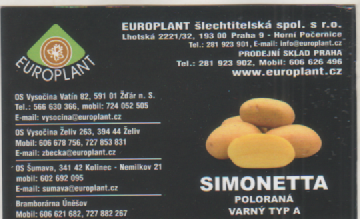 EUROPLANT
EUROPLANT šlechtitelská spol. s r.o.
Lhotská 2221/32, 193 00 Praha 9 - Horní Počernice
Tel.: 281 923 901, E-mail: info@europlant.cz
PRODEJNÍ SKLAD PRAHA
Tel.: 281 923 902, Mobil: 606 626 496
www.europlant.cz
OS Vysočina Vatín 82, 591 01 Žďár n. S.
Tel.: 566 630 366, mobil: 724 052 505
E-mail: vysocina@europlant.cz
OS Vysočina Želiv 263, 394 44 Želiv
Mobil: 606 678 756, 727 853 831
E-mail: zbecka@europlant.cz
OS Šumava, 341 42 Kolinec - Nemilkov 21
mobil: 602 692 095
E-mail: sumava@europlant.cz
Bramborárna Úněšov
Mobil: 606 621 682, 727 882 267
SIMONETTA
POLORANÁ
VARNÝ TYP A